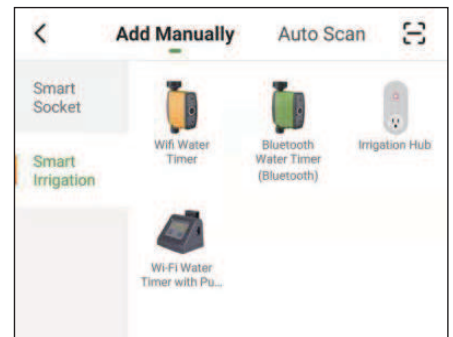 Add Manually
Auto Scan
Smart
Socket
Smart
Irrigation
Wifi Water
Timer
Bluetooth
Water Timer
(Bluetooth)
Irrigation Hub
Wi-Fi Water
Timer with Pu...